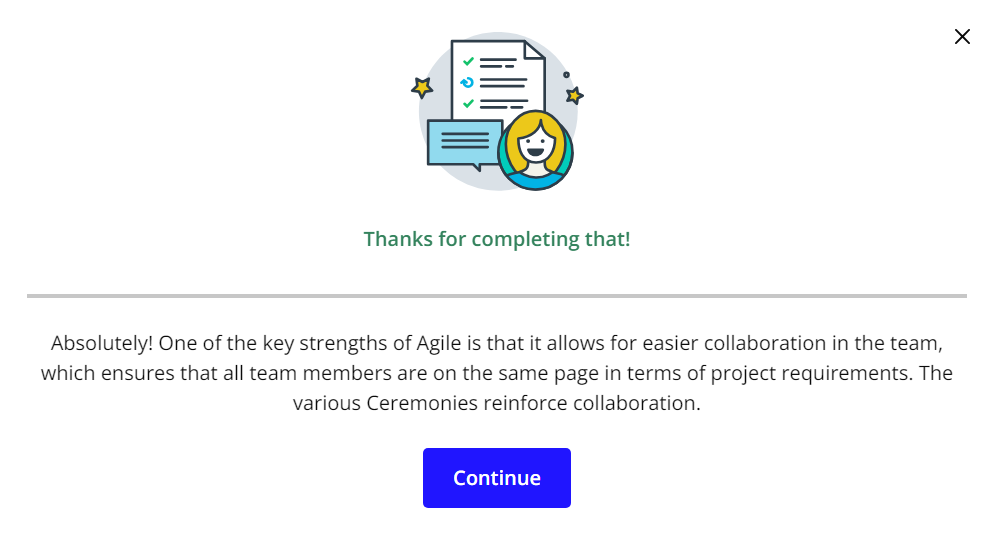 Thanks for completing that!
Absolutely! One of the key strengths of Agile is that it allows for easier collaboration in the team,
which ensures that all team members are on the same page in terms of project requirements. The
various Ceremonies reinforce collaboration.
Continue